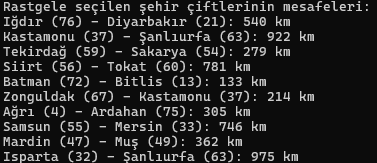 Rastgele seçilen şehir çiftlerinin mesafeleri:
Iğdır (76) - Diyarbakır (21): 540 km
Kastamonu (37) - Şanlıurfa (63): 922 km
Tekirdağ (59) - Sakarya (54): 279 km
Siirt (56) - Tokat (60): 781 km
Batman (72) - Bitlis (13): 133 km
Zonguldak (67) - Kastamonu (37): 214 km
Ağrı (4) - Ardahan (75): 305 km
Samsun (55) - Mersin (33): 746 km
Mardin (47) - Muş (49): 362 km
Isparta (32) - Şanlıurfa (63): 975 km